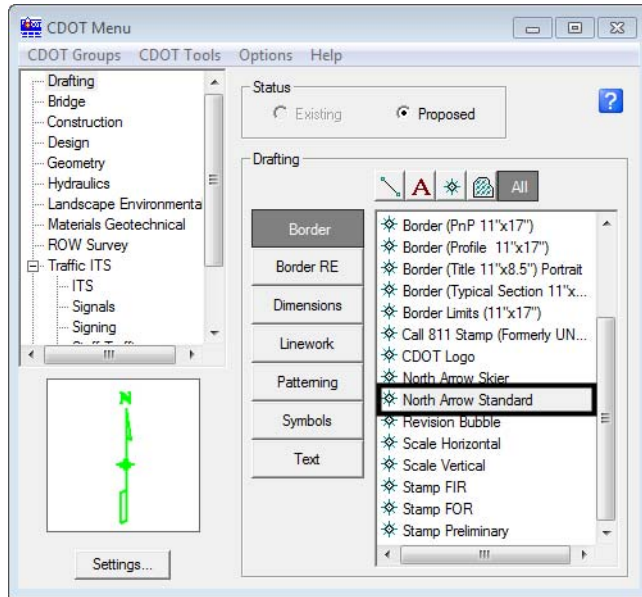 CDOT Menu
CDOT Groups CDOT Tools Options Help
Drafting
Bridge
Construction
Design
Geometry
Hydraulics
Landscape Environmenta
Materials Geotechnical
ROW Survey
Traffic ITS
ITS
Signals
Signing
N
Settings...
Status
Existing
Proposed
?
Drafting
A
All
Border
Border RE
Dimensions
Linework
Patterning
Symbols
Text
Border (PnP 11"x17")
Border (Profile 11"x17")
Border (Title 11"x8.5") Portrait
Border (Typical Section 11"x...
Border Limits (11"x17")
Call 811 Stamp (Formerly UN...
CDOT Logo
North Arrow Skier
North Arrow Standard
Revision Bubble
Scale Horizontal
Scale Vertical
Stamp FIR
Stamp FOR
Stamp Preliminary